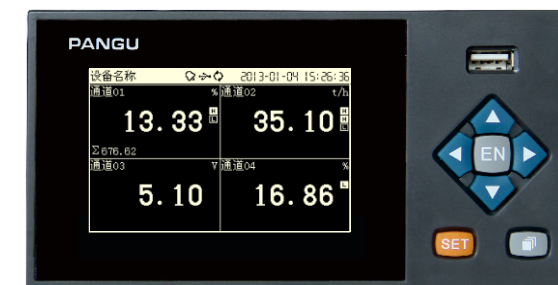 PANGU
设备名称 2013-01-04 15:26:36
通道01 % 通道02 t/h
13.33 H L 35.10 H H L
Σ676.62
通道03 V 通道04 %
5.10 16.86 L
EN
SET